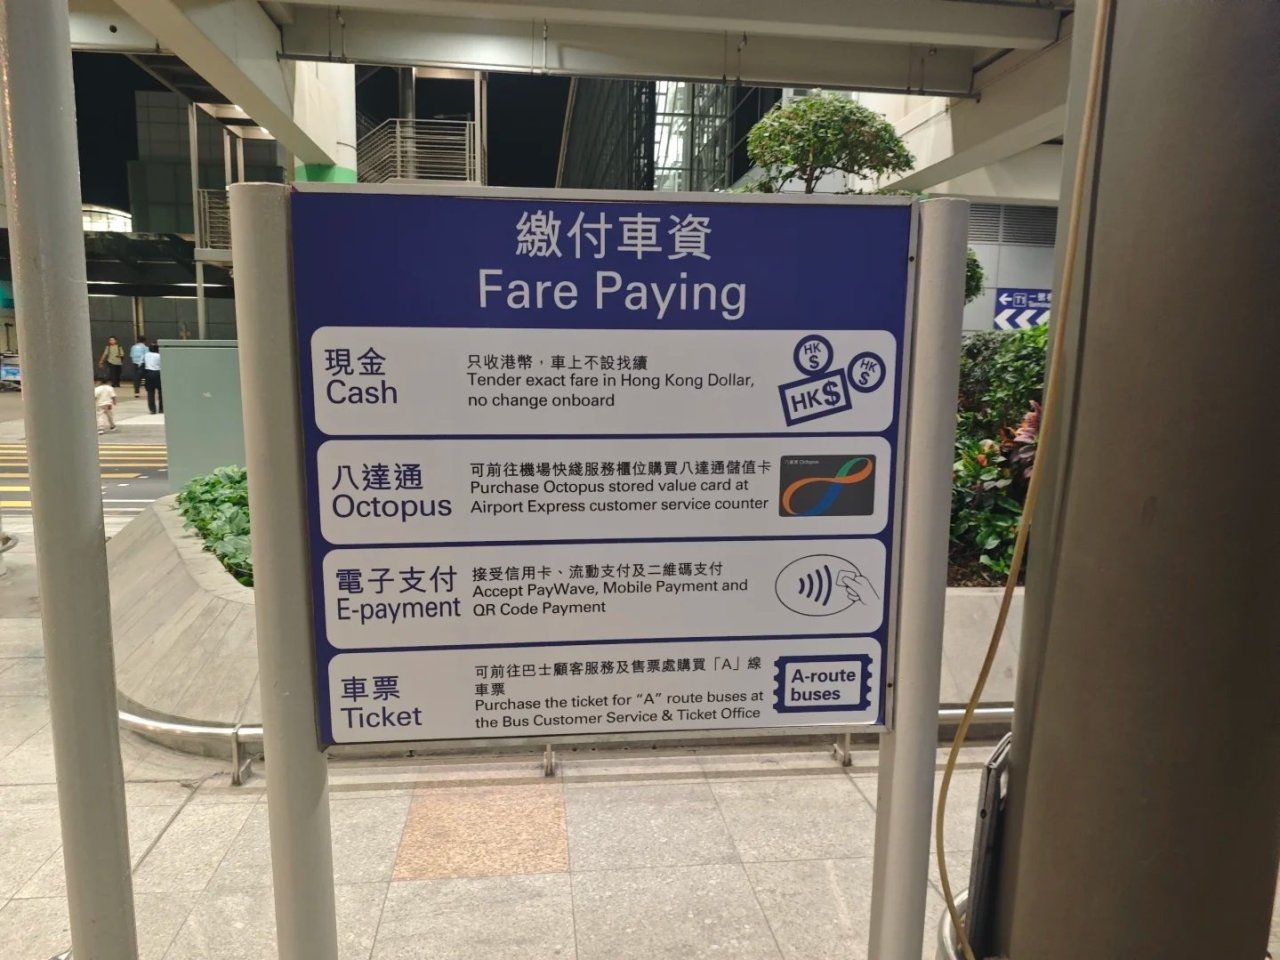 繳付車資
Fare Paying
現金
Cash
只收港幣，車上不設找續
Tender exact fare in Hong Kong Dollar,
no change onboard
HK
$
HK
$
HK$
八達通
Octopus
可前往機場快綫服務櫃位購買八達通儲值卡
Purchase Octopus stored value card at
Airport Express customer service counter
八達通 Octopus
電子支付
E-payment
接受信用卡、流動支付及二維碼支付
Accept PayWave, Mobile Payment and
QR Code Payment
車票
Ticket
可前往巴士顧客服務及售票處購買「A」線
車票
Purchase the ticket for “A” route buses at
the Bus Customer Service & Ticket Office
A-route
buses
T1